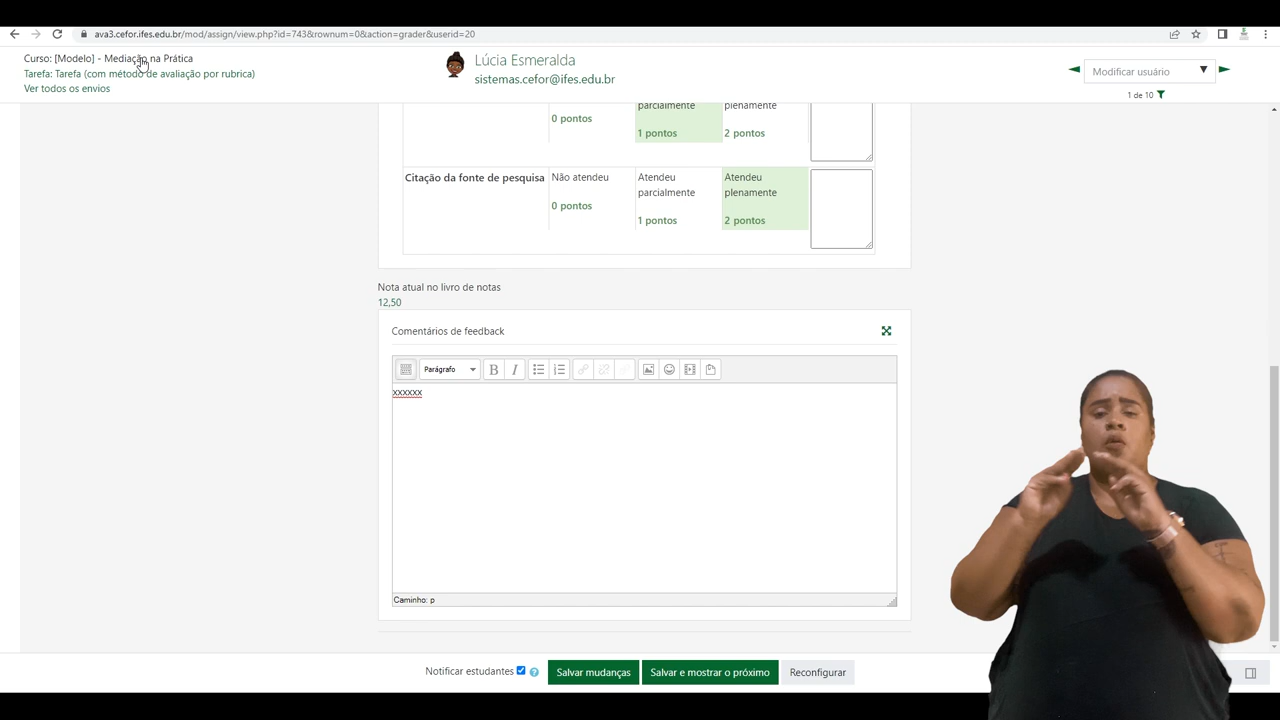 ava3.cefor.ifes.edu.br/mod/assign/view.php?id=743&rownum=0&action=grader&userid=20
Curso: [Modelo] - Mediação na Prática
Tarefa: Tarefa (com método de avaliação por rubrica)
Ver todos os envios
Lúcia Esmeralda
sistemas.cefor@ifes.edu.br
Modificar usuário
1 de 10
parcialmente
plenamente
0 pontos
1 pontos
2 pontos
Citação da fonte de pesquisa
Não atendeu
0 pontos
Atendeu
parcialmente
1 pontos
Atendeu
plenamente
2 pontos
Nota atual no livro de notas
12,50
Comentários de feedback
Parágrafo
B
I
xxxxxx
Caminho: p
Notificar estudantes
Salvar mudanças
Salvar e mostrar o próximo
Reconfigurar